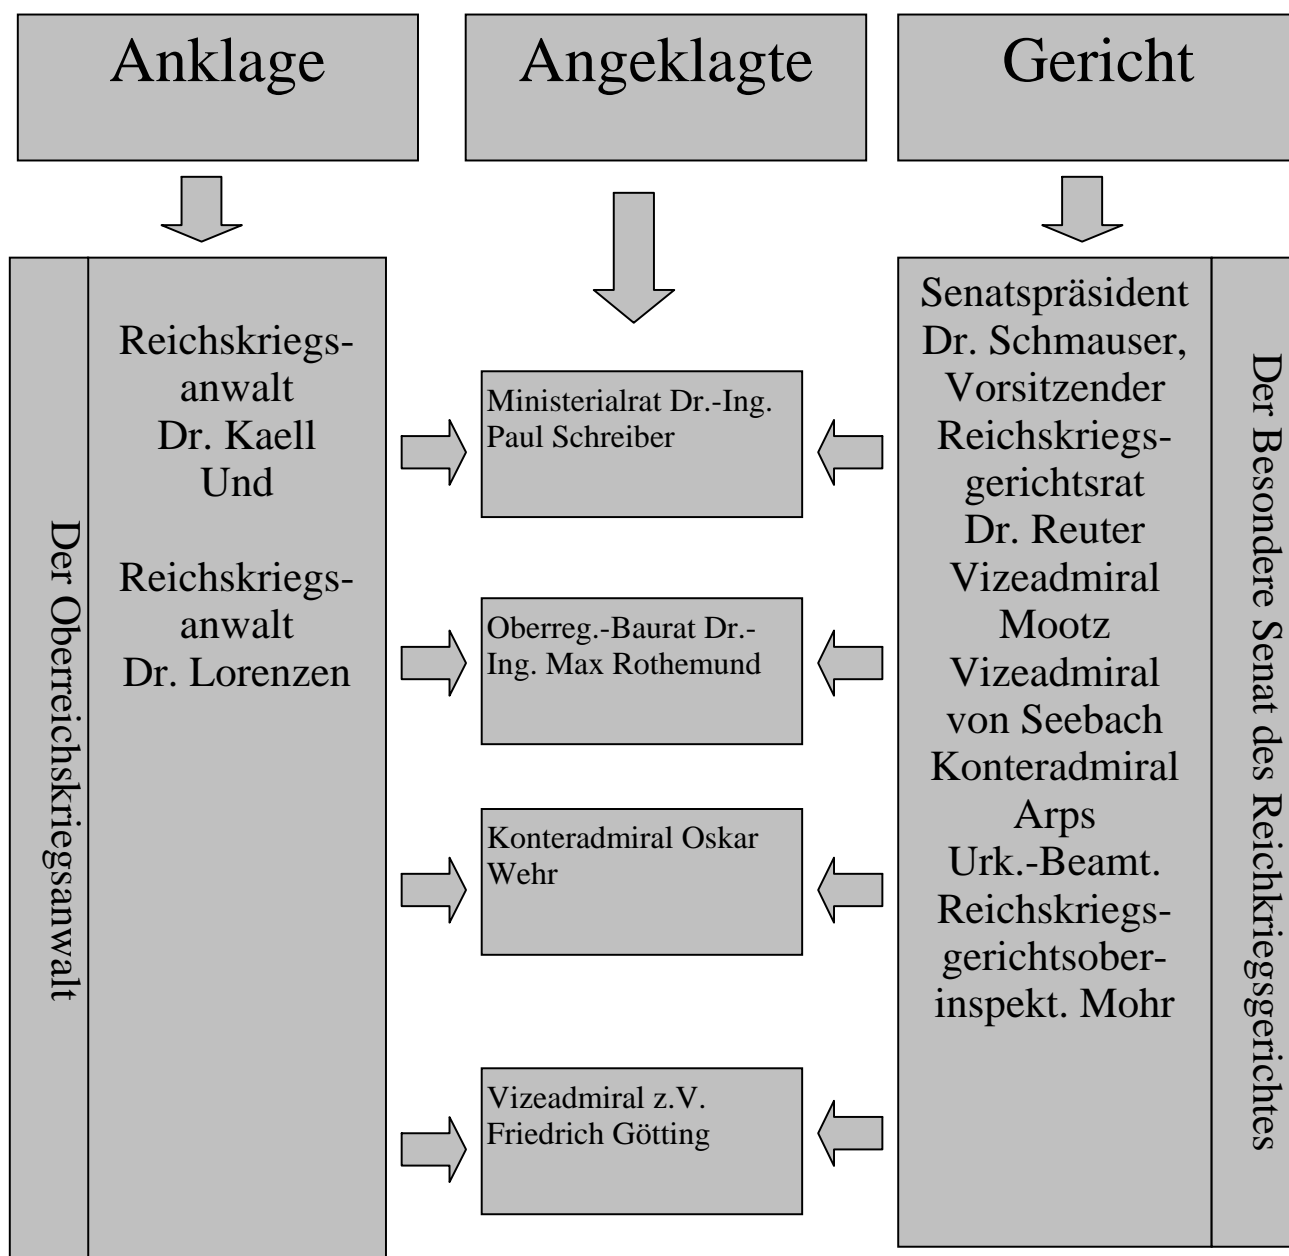 Anklage
Angeklagte
Gericht
Der Oberreichskriegsanwalt
Reichskriegs-
anwalt
Dr. Kaell
Und
Reichskriegs-
anwalt
Dr. Lorenzen
Ministerialrat Dr.-Ing.
Paul Schreiber
Oberreg.-Baurat Dr.-
Ing. Max Rothemund
Konteradmiral Oskar
Wehr
Vizeadmiral z.V.
Friedrich Götting
Senatspräsident
Dr. Schmauser,
Vorsitzender
Reichskriegs-
gerichtsrat
Dr. Reuter
Vizeadmiral
Mootz
Vizeadmiral
von Seebach
Konteradmiral
Arps
Urk.-Beamt.
Reichskriegs-
gerichtsober-
inspekt. Mohr
Der Besondere Senat des Reichkriegsgerichtes